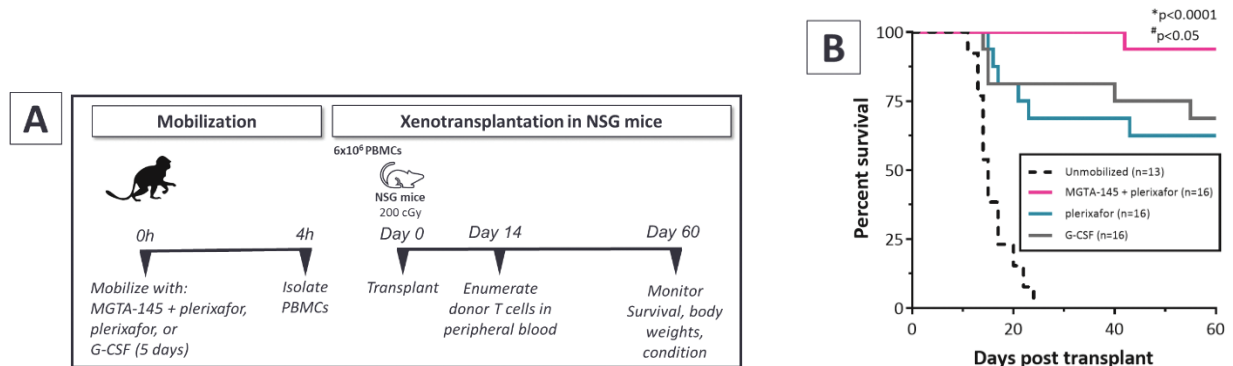 A
Mobilization
Xenotransplantation in NSG mice
6x10⁶ PBMCs
NSG mice
200 cGy
0h
4h
Day 0
Day 14
Day 60
Mobilize with:
MGTA-145 + plerixafor,
plerixafor, or
G-CSF (5 days)
Isolate
PBMCs
Transplant
Enumerate
donor T cells in
peripheral blood
Monitor
Survival, body
weights,
condition
B
*p<0.0001
#p<0.05
Percent survival
100
75
50
25
0
Unmobilized (n=13)
MGTA-145 + plerixafor (n=16)
plerixafor (n=16)
G-CSF (n=16)
0
20
40
60
Days post transplant